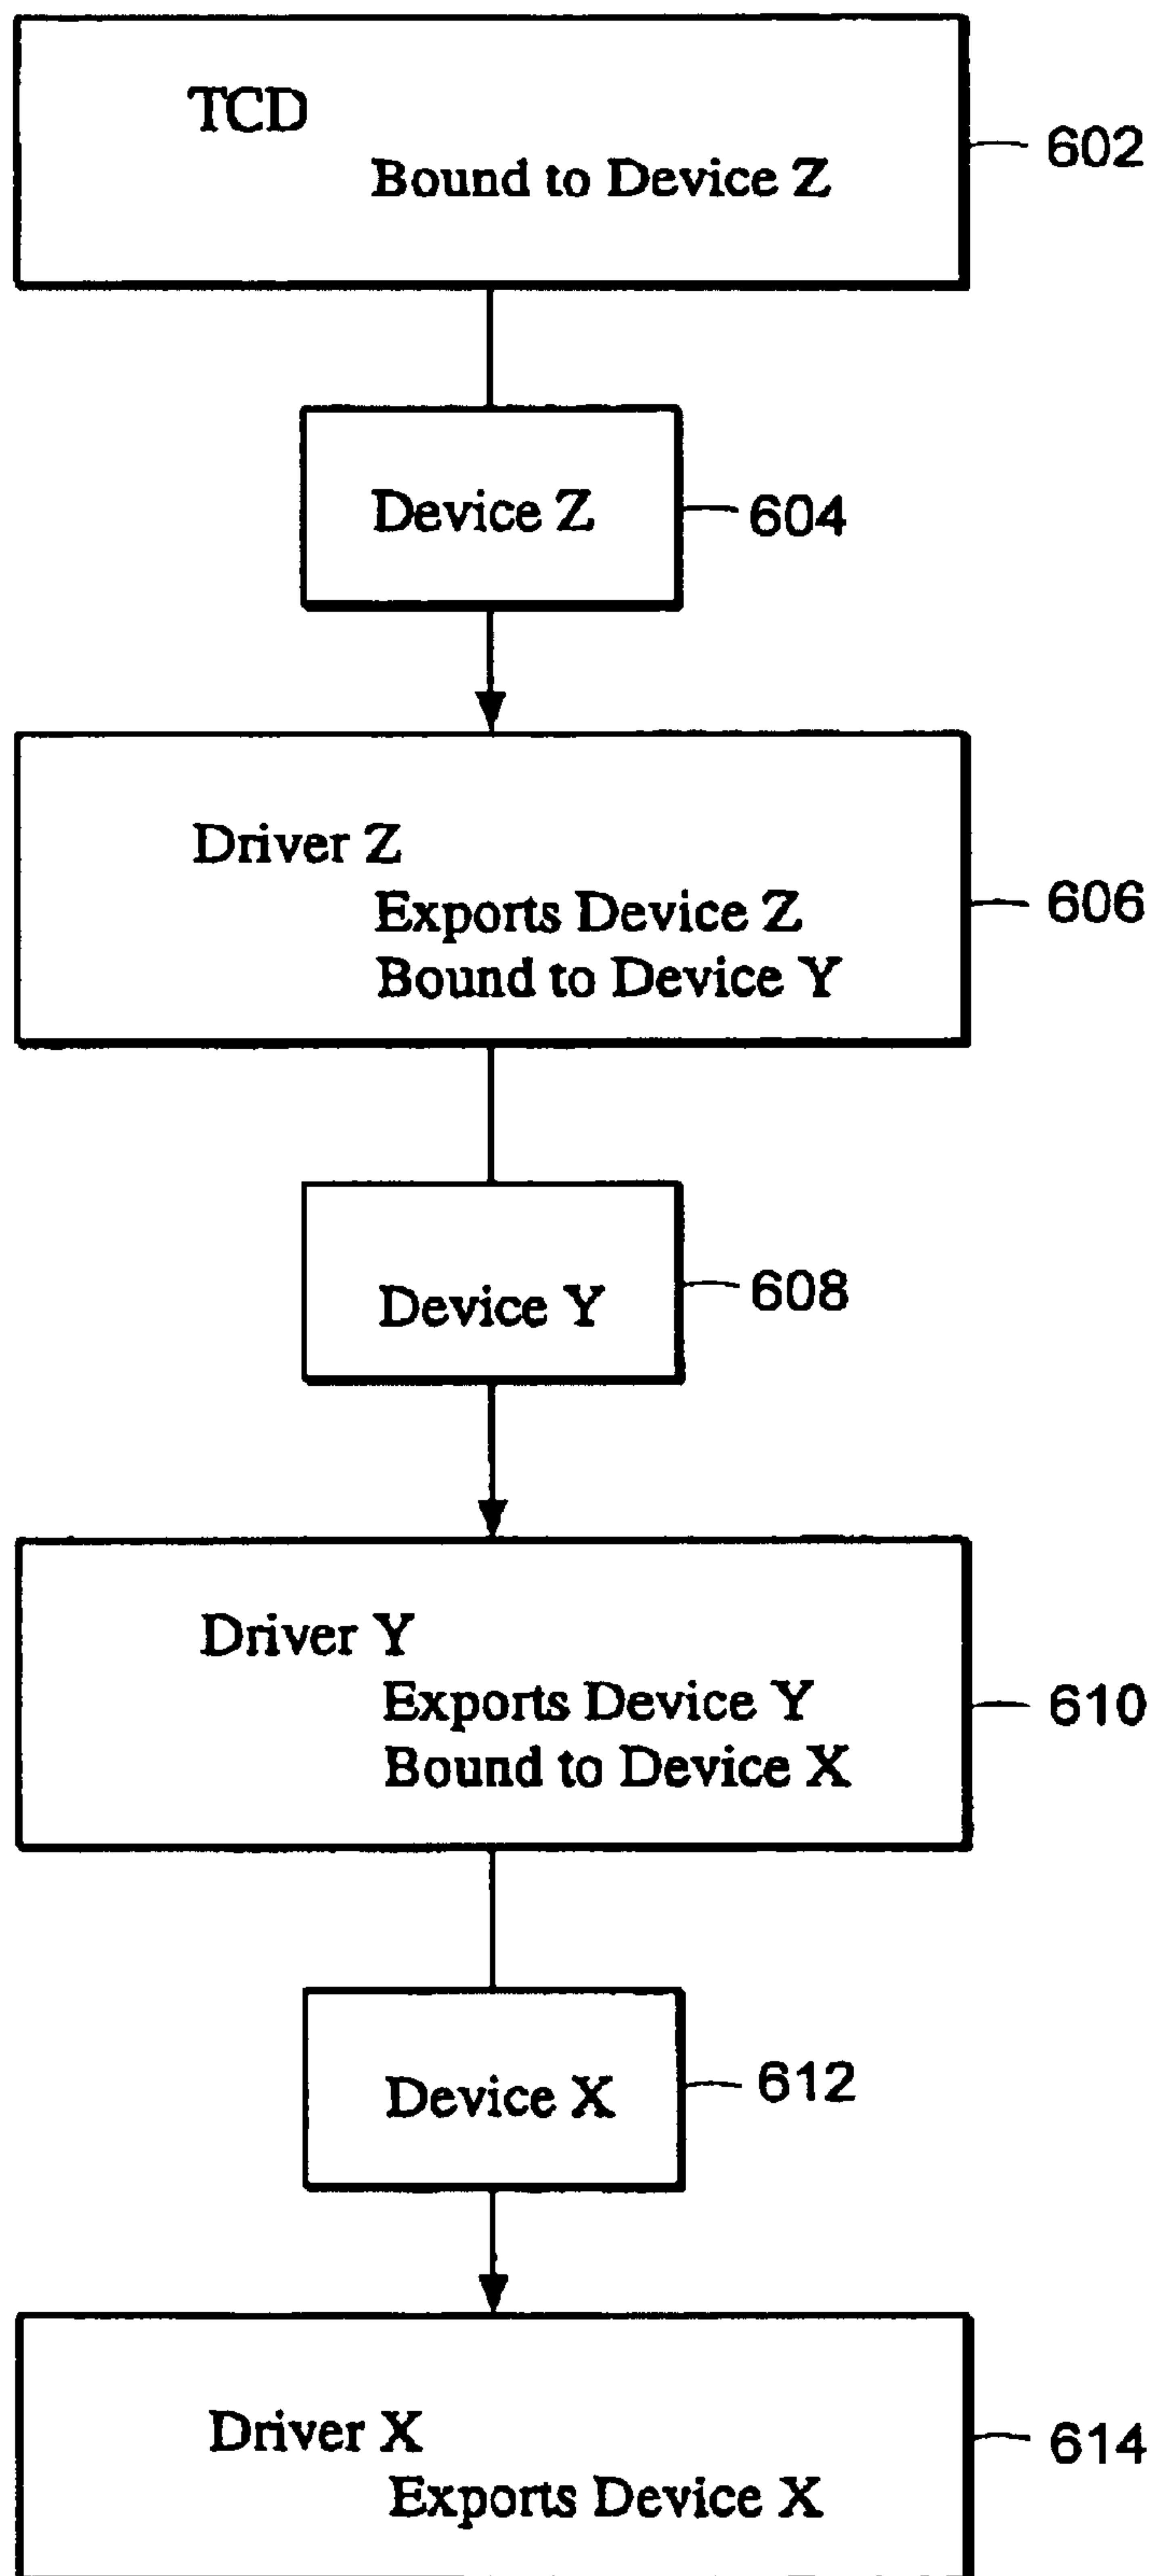 TCD
Bound to Device Z
602
Device Z
604
Driver Z
Exports Device Z
Bound to Device Y
606
Device Y
608
Driver Y
Exports Device Y
Bound to Device X
610
Device X
612
Driver X
Exports Device X
614